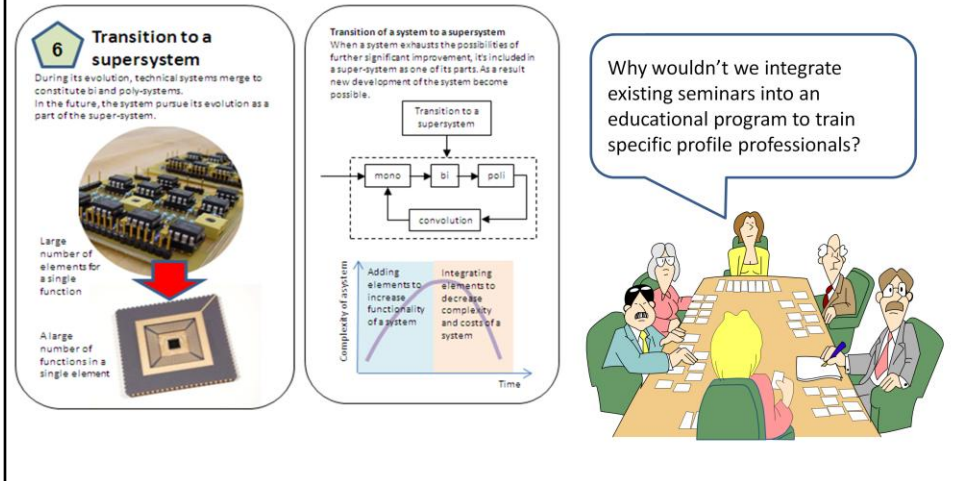 6
Transition to a
supersystem
During its evolution, technical systems merge to
constitute bi and poly-systems.
In the future, the system pursue its evolution as a
part of the super-system.
Large
number of
elements for
a single
function
A large
number of
functions in a
single element
Transition of a system to a supersystem
When a system exhausts the possibilities of
further significant improvement, it's included in
a super-system as one of its parts. As a result
new development of the system become
possible.
Transition to a
supersystem
mono
bi
poli
convolution
Complexity of a system
Adding
elements to
increase
functionality
of a system
Integrating
elements to
decrease
complexity
and costs of a
system
Time
Why wouldn't we integrate
existing seminars into an
educational program to train
specific profile professionals?